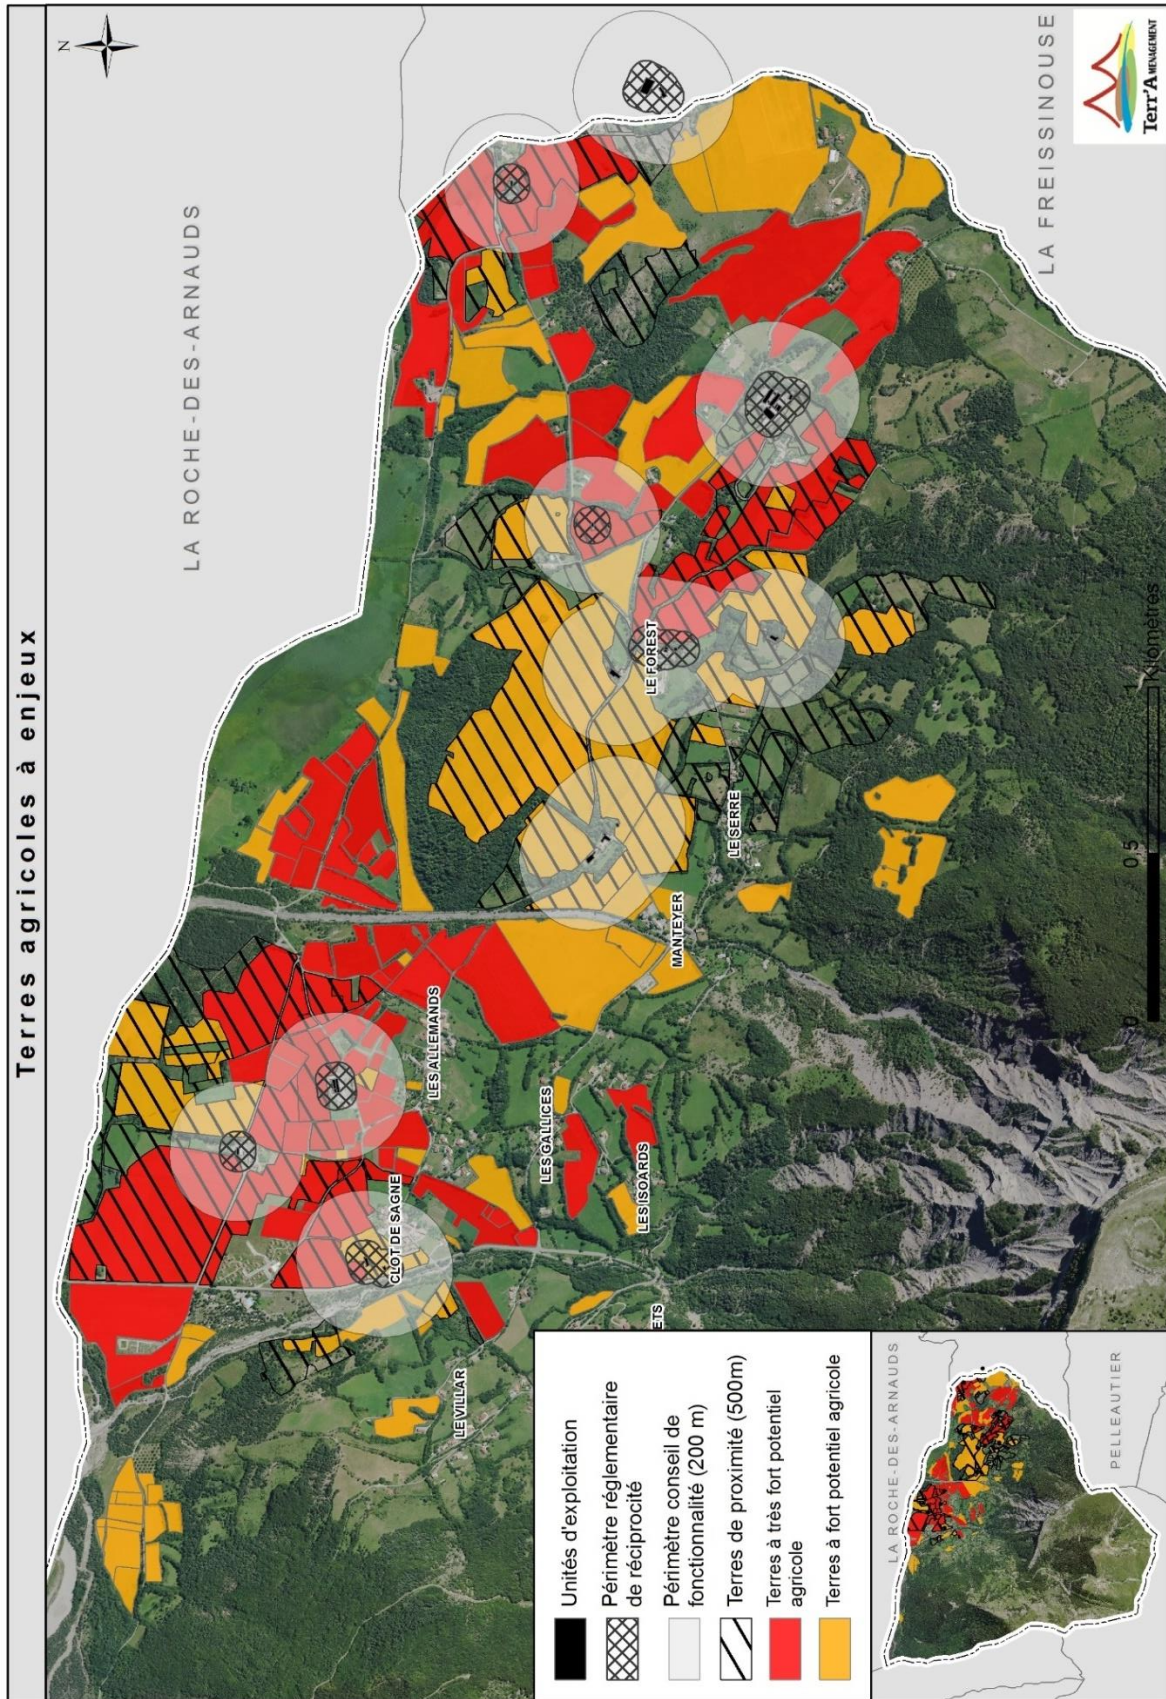 Terres agricoles à enjeux
N
LA ROCHE-DES-ARNAUDS
LA FREISSINOUSE
LE FOREST
LE SERRE
MANTEYER
LES ALLEMANDS
LES GALLICES
LES ISOARDS
CLOT DE SAGNE
LE VILLAR
ETS
0 0.5 1
Kilomètres
Unités d'exploitation
Périmètre réglementaire
de réciprocité
Périmètre conseil de
fonctionnalité (200 m)
Terres de proximité (500m)
Terres à très fort potentiel
agricole
Terres à fort potentiel agricole
LA ROCHE-DES-ARNAUDS
PELLEAUTIER
Terr'AMENAGEMENT